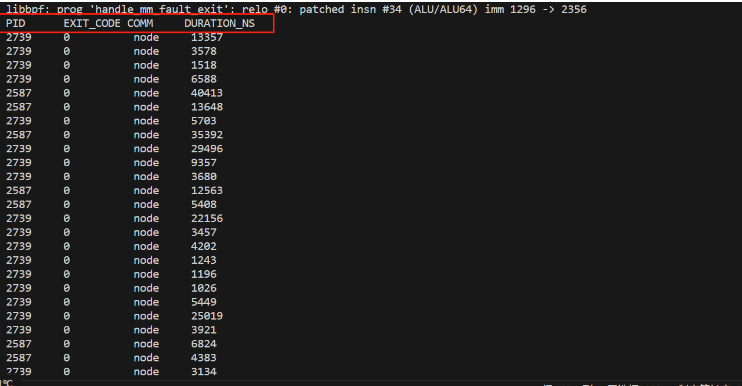 libbpf: prog 'handle_mm_fault_exit': relo #0: patched insn #34 (ALU/ALU64) imm 1296 -> 2356
PID EXIT_CODE COMM DURATION_NS
2739 0 node 13357
2739 0 node 3578
2739 0 node 1518
2739 0 node 6588
2587 0 node 40413
2587 0 node 13648
2739 0 node 5703
2587 0 node 35392
2739 0 node 29496
2739 0 node 9357
2739 0 node 3680
2587 0 node 12563
2587 0 node 5408
2739 0 node 22156
2739 0 node 3457
2739 0 node 4202
2739 0 node 1243
2739 0 node 1196
2739 0 node 1026
2739 0 node 5449
2739 0 node 25019
2739 0 node 3921
2587 0 node 6824
2587 0 node 4383
2739 0 node 3134